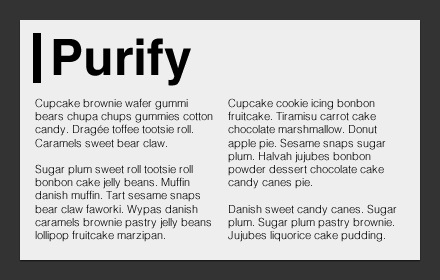 Purify
Cupcake brownie wafer gummi
bears chupa chups gummies cotton
candy. Dragée toffee tootsie roll.
Caramels sweet bear claw.
Sugar plum sweet roll tootsie roll
bonbon cake jelly beans. Muffin
danish muffin. Tart sesame snaps
bear claw faworki. Wypas danish
caramels brownie pastry jelly beans
lollipop fruitcake marzipan.
Cupcake cookie icing bonbon
fruitcake. Tiramisu carrot cake
chocolate marshmallow. Donut
apple pie. Sesame snaps sugar
plum. Halvah jujubes bonbon
powder dessert chocolate cake
candy canes pie.
Danish sweet candy canes. Sugar
plum. Sugar plum pastry brownie.
Jujubes liquorice cake pudding.